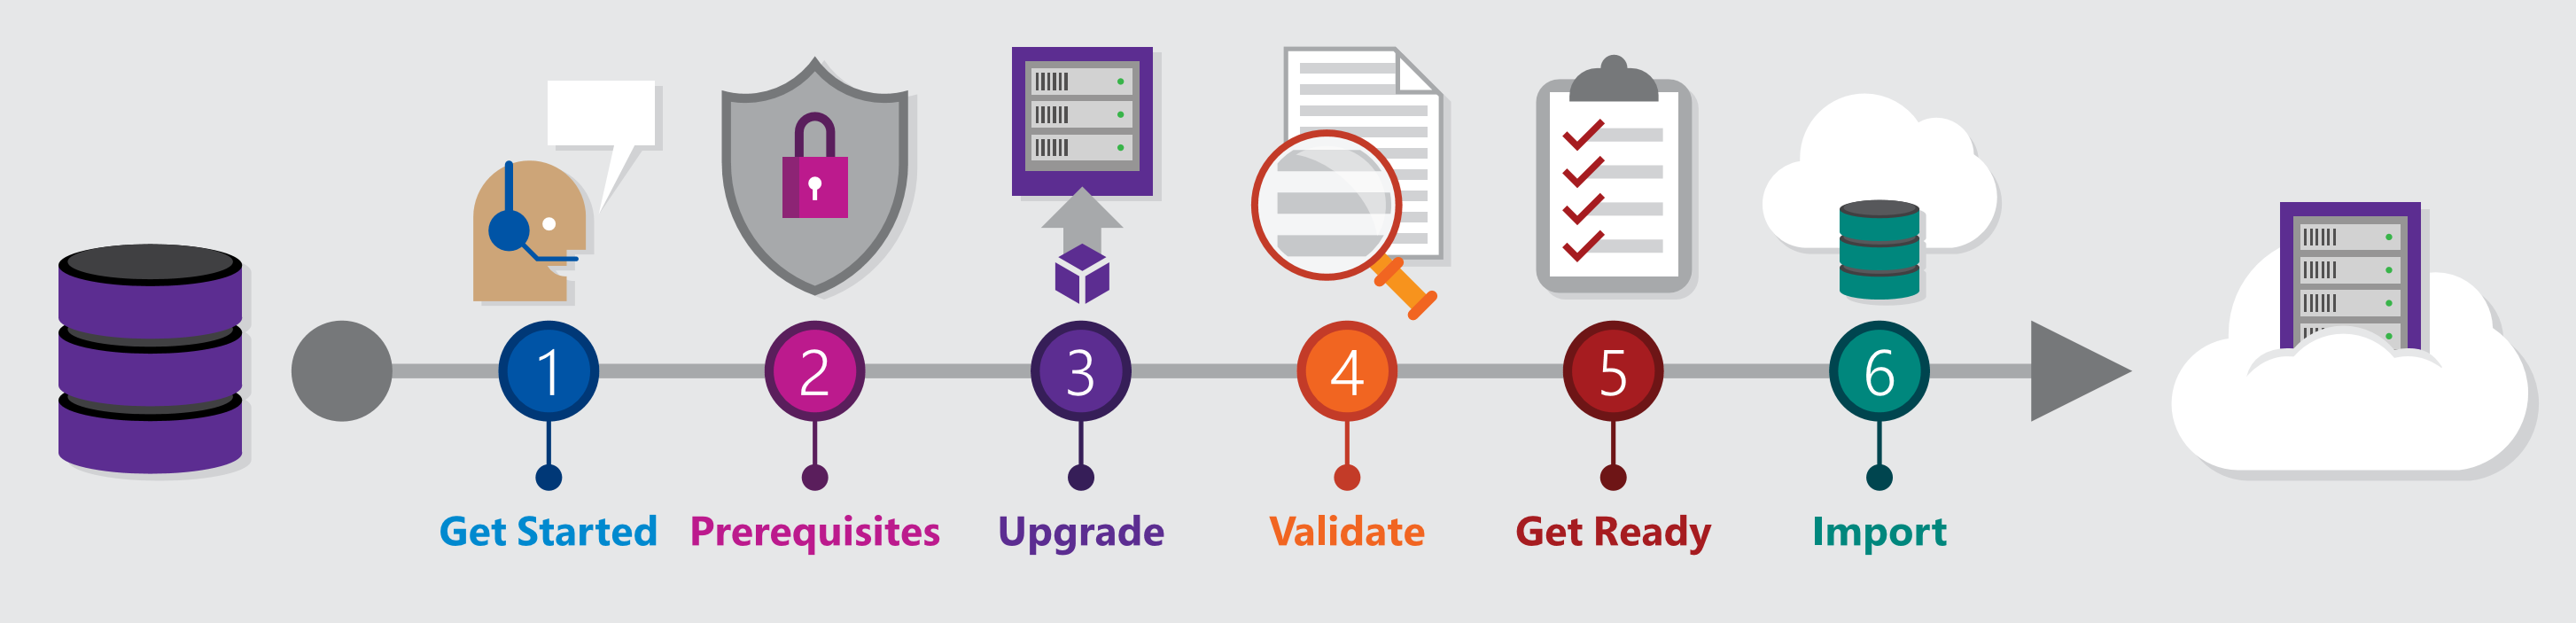 1
2
3
4
5
6
Get Started
Prerequisites
Upgrade
Validate
Get Ready
Import